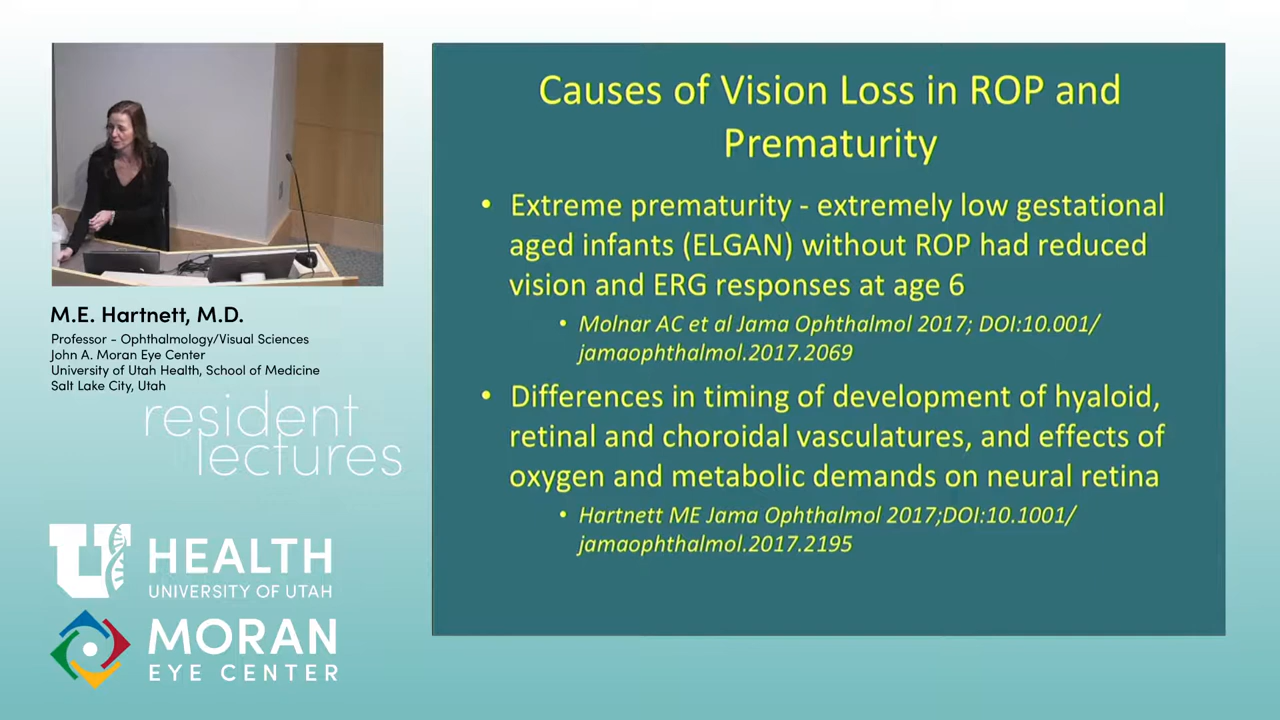 M.E. Hartnett, M.D.
Professor - Ophthalmology/Visual Sciences
John A. Moran Eye Center
University of Utah Health, School of Medicine
Salt Lake City, Utah
resident
lectures
U HEALTH
UNIVERSITY OF UTAH
MORAN
EYE CENTER
Causes of Vision Loss in ROP and
Prematurity
• Extreme prematurity - extremely low gestational
aged infants (ELGAN) without ROP had reduced
vision and ERG responses at age 6
• Molnar AC et al Jama Ophthalmol 2017; DOI:10.001/
jamaophthalmol.2017.2069
• Differences in timing of development of hyaloid,
retinal and choroidal vasculatures, and effects of
oxygen and metabolic demands on neural retina
• Hartnett ME Jama Ophthalmol 2017;DOI:10.1001/
jamaophthalmol.2017.2195